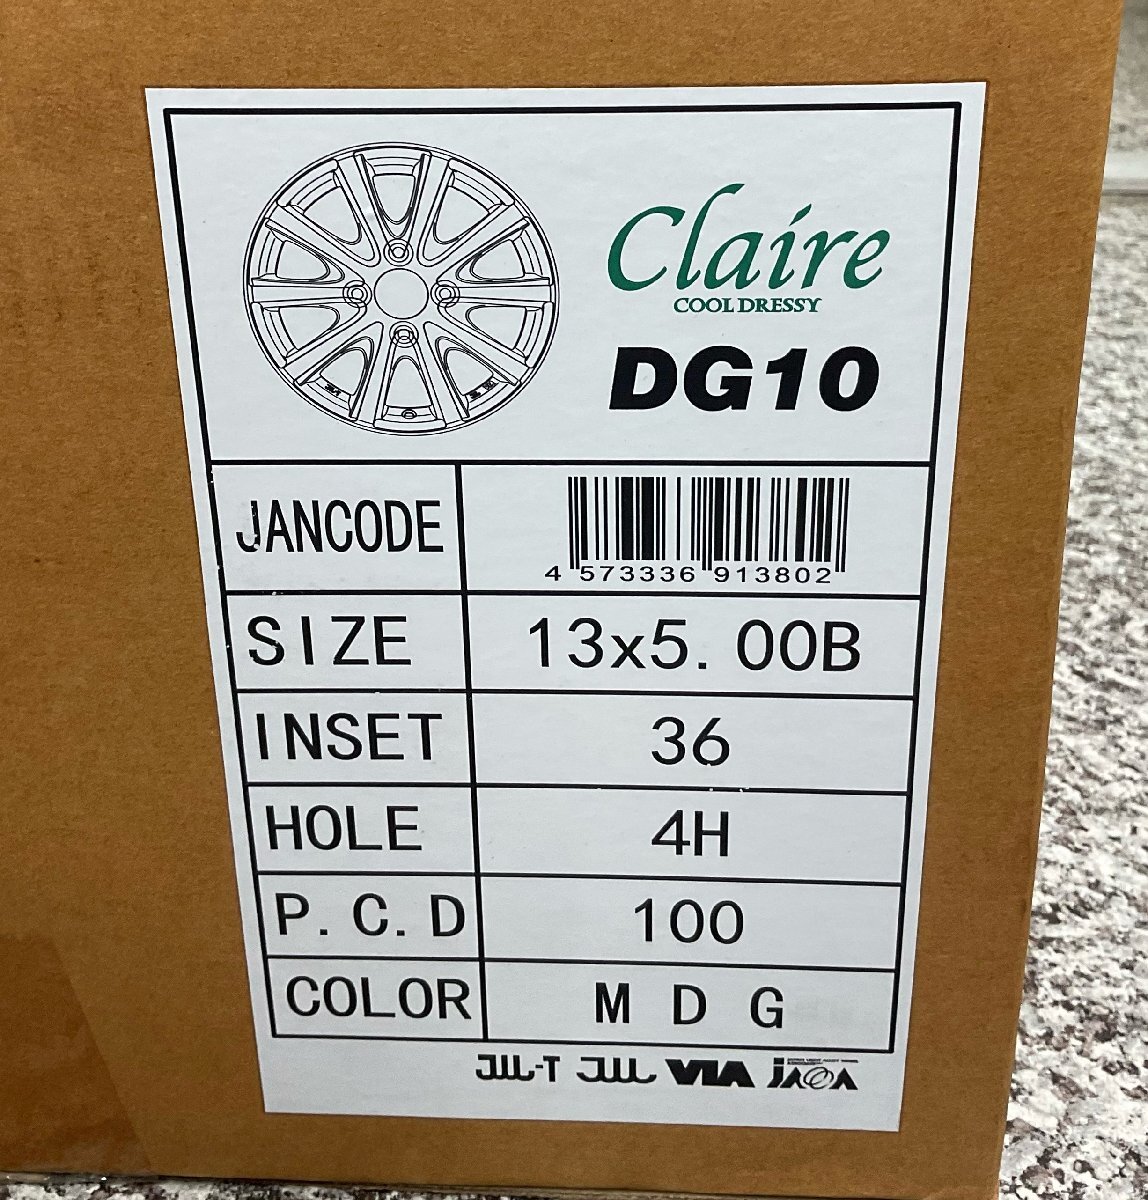 Claire
COOL DRESSY
DG10
JANCODE
4 573336 913802
SIZE 13x5.00B
INSET 36
HOLE 4H
P.C.D 100
COLOR M D G
JWL-T JWL VIA JAWA